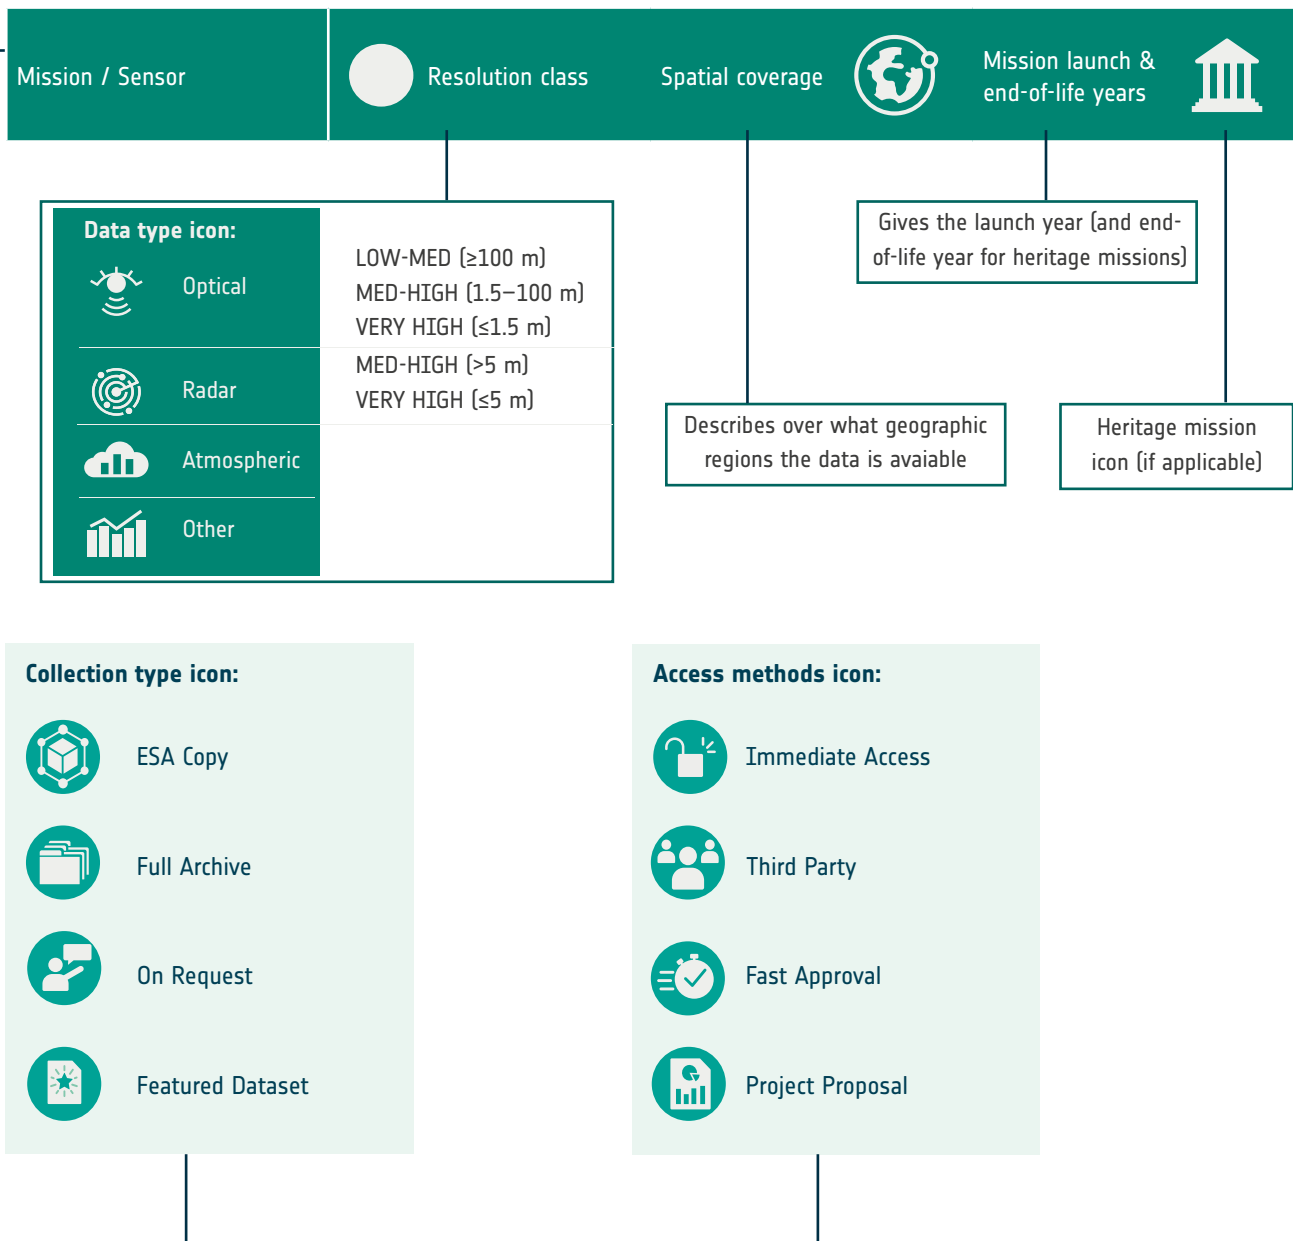 Mission / Sensor
Resolution class
Spatial coverage
Mission launch &
end-of-life years
Data type icon:
Optical
LOW-MED (≥100 m)
MED-HIGH (1.5–100 m)
VERY HIGH (≤1.5 m)
Radar
MED-HIGH (>5 m)
VERY HIGH (≤5 m)
Atmospheric
Other
Gives the launch year (and end-
of-life year for heritage missions)
Describes over what geographic
regions the data is avaiable
Heritage mission
icon (if applicable)
Collection type icon:
ESA Copy
Full Archive
On Request
Featured Dataset
Access methods icon:
Immediate Access
Third Party
Fast Approval
Project Proposal